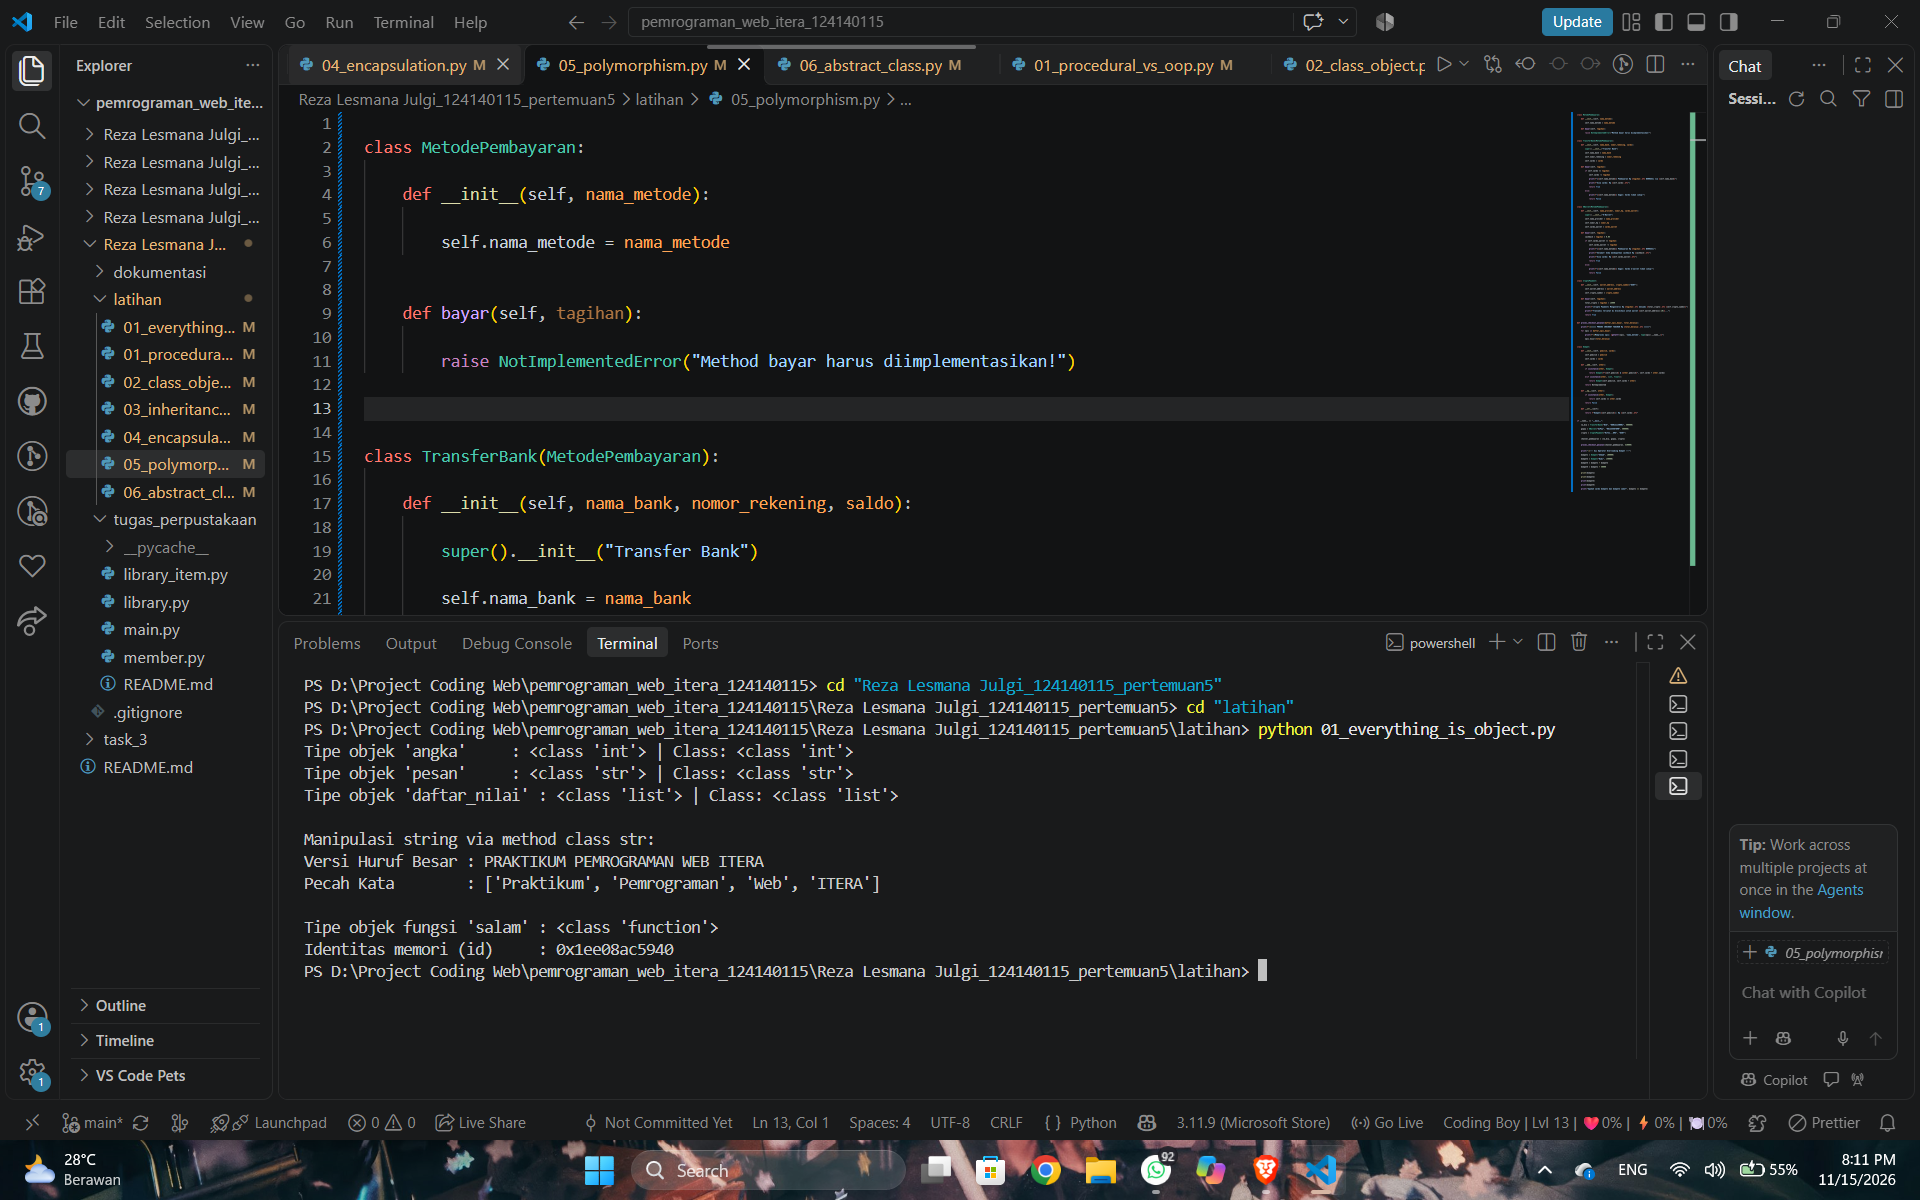 File Edit Selection View Go Run Terminal Help
pemrograman_web_itera_124140115
Update
Explorer
pemrograman_web_ite...
Reza Lesmana Julgi_...
Reza Lesmana Julgi_...
Reza Lesmana Julgi_...
Reza Lesmana Julgi_...
Reza Lesmana J...
dokumentasi
latihan
01_everything... M
01_procedura... M
02_class_obje... M
03_inheritanc... M
04_encapsula... M
05_polymorp... M
06_abstract_cl... M
tugas_perpustakaan
__pycache__
library_item.py
library.py
main.py
member.py
README.md
.gitignore
task_3
README.md
Outline
Timeline
VS Code Pets
7
1
1
04_encapsulation.py M
05_polymorphism.py M
06_abstract_class.py M
01_procedural_vs_oop.py M
02_class_object.p
Reza Lesmana Julgi_124140115_pertemuan5 > latihan > 05_polymorphism.py > ...
1
2 class MetodePembayaran:
3
4 def __init__(self, nama_metode):
5
6 self.nama_metode = nama_metode
7
8
9 def bayar(self, tagihan):
10
11 raise NotImplementedError("Method bayar harus diimplementasikan!")
12
13
14
15 class TransferBank(MetodePembayaran):
16
17 def __init__(self, nama_bank, nomor_rekening, saldo):
18
19 super().__init__("Transfer Bank")
20
21 self.nama_bank = nama_bank
Problems Output Debug Console Terminal Ports
powershell
PS D:\Project Coding Web\pemrograman_web_itera_124140115> cd "Reza Lesmana Julgi_124140115_pertemuan5"
PS D:\Project Coding Web\pemrograman_web_itera_124140115\Reza Lesmana Julgi_124140115_pertemuan5> cd "latihan"
PS D:\Project Coding Web\pemrograman_web_itera_124140115\Reza Lesmana Julgi_124140115_pertemuan5\latihan> python 01_everything_is_object.py
Tipe objek 'angka'     : <class 'int'> | Class: <class 'int'>
Tipe objek 'pesan'     : <class 'str'> | Class: <class 'str'>
Tipe objek 'daftar_nilai' : <class 'list'> | Class: <class 'list'>
Manipulasi string via method class str:
Versi Huruf Besar : PRAKTIKUM PEMROGRAMAN WEB ITERA
Pecah Kata        : ['Praktikum', 'Pemrograman', 'Web', 'ITERA']
Tipe objek fungsi 'salam' : <class 'function'>
Identitas memori (id)     : 0x1ee08ac5940
PS D:\Project Coding Web\pemrograman_web_itera_124140115\Reza Lesmana Julgi_124140115_pertemuan5\latihan>
Chat
Sessi...
Tip: Work across
multiple projects at
once in the Agents
window.
05_polymorphisn
Chat with Copilot
Copilot
main* Launchpad 0 0 Live Share Not Committed Yet Ln 13, Col 1 Spaces: 4 UTF-8 CRLF { } Python 3.11.9 (Microsoft Store) Go Live Coding Boy | Lvl 13 | ❤️0% | ⚡ 0% | 🍽️0% Prettier
28°C
Berawan
Search
92
ENG
55%
8:11 PM
11/15/2026